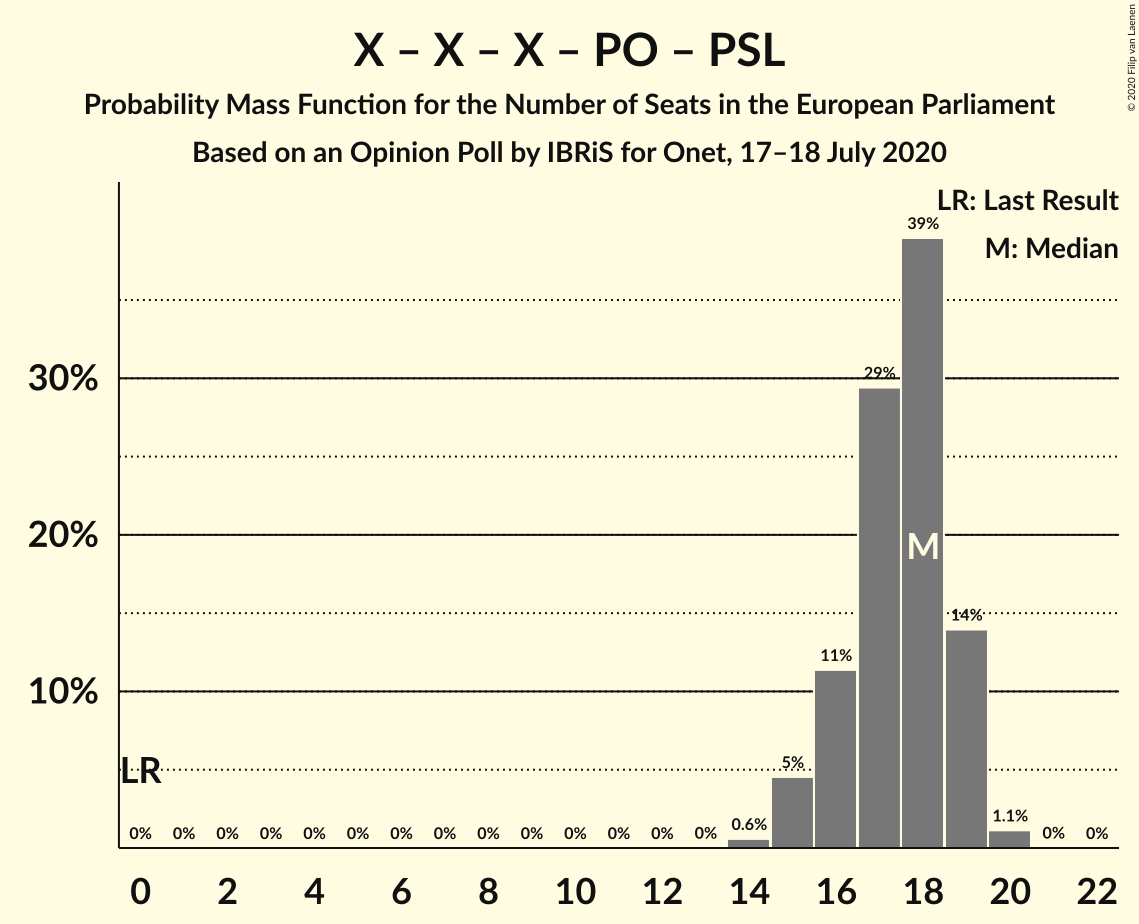 X – X – X – PO – PSL
Probability Mass Function for the Number of Seats in the European Parliament
Based on an Opinion Poll by IBRiS for Onet, 17–18 July 2020
© 2020 Filip van Laenen
LR: Last Result
M: Median
39%
30%
29%
20%
M
14%
11%
10%
LR
5%
1.1%
0.6%
0% 0% 0% 0% 0% 0% 0% 0% 0% 0% 0% 0% 0% 0% 0% 0%
0 2 4 6 8 10 12 14 16 18 20 22